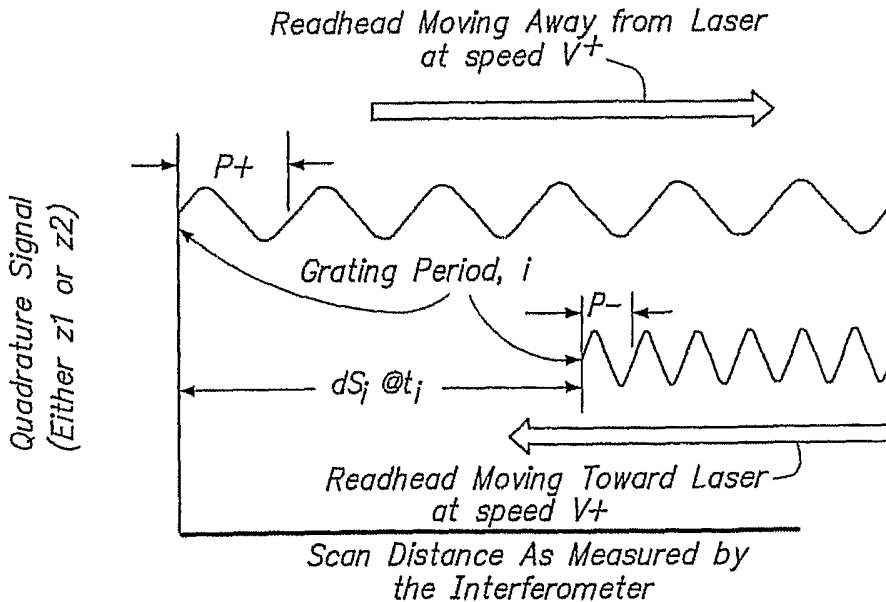 Readhead Moving Away from Laser
at speed V+
P+
Quadrature Signal
(Either z1 or z2)
Grating Period, i
P-
dSi @ti
Readhead Moving Toward Laser
at speed V+
Scan Distance As Measured by
the Interferometer